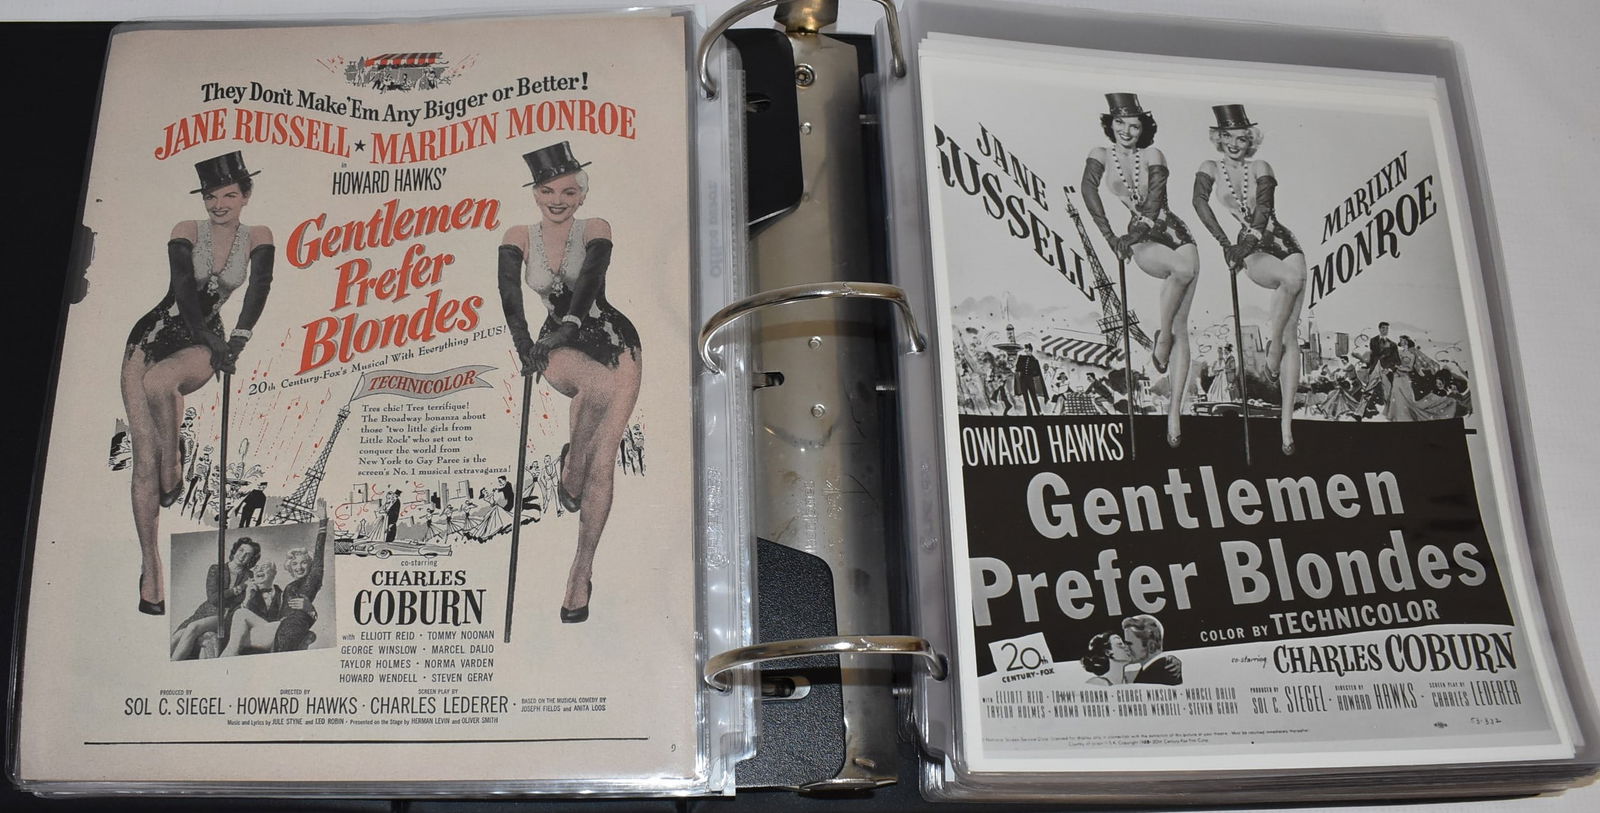 They Don't Make 'Em Any Bigger or Better!
JANE RUSSELL ★ MARILYN MONROE
in
HOWARD HAWKS'
Gentlemen
Prefer
Blondes
20th Century-Fox's Musical With Everything PLUS!
TECHNICOLOR
Tres chic! Tres terrifique!
The Broadway bonanza about
those "two little girls from
Little Rock" who set out to
conquer the world from
New York to Gay Paree is the
screen's No. 1 musical extravaganza!
co-starring
CHARLES
COBURN
with ELLIOTT REID · TOMMY NOONAN
GEORGE WINSLOW · MARCEL DALIO
TAYLOR HOLMES · NORMA VARDEN
HOWARD WENDELL · STEVEN GERAY
PRODUCED BY SOL C. SIEGEL · DIRECTED BY HOWARD HAWKS · SCREEN PLAY BY CHARLES LEDERER · BASED ON THE MUSICAL COMEDY BY JOSEPH FIELDS and ANITA LOOS
Music and Lyrics by JULE STYNE and LEO ROBIN · Presented on the Stage by HERMAN LEVIN and OLIVER SMITH
9
JANE
RUSSELL
MARILYN
MONROE
OWARD HAWKS'
Gentlemen
Prefer Blondes
COLOR BY TECHNICOLOR
20th
CENTURY-FOX
co-starring CHARLES COBURN
WITH ELLIOTT REID · TOMMY NOONAN · GEORGE WINSLOW · MARCEL DALIO
TAYLOR HOLMES · NORMA VARDEN · HOWARD WENDELL · STEVEN GERAY
PRODUCED BY SOL C. SIEGEL · DIRECTED BY HOWARD HAWKS · SCREEN PLAY BY CHARLES LEDERER